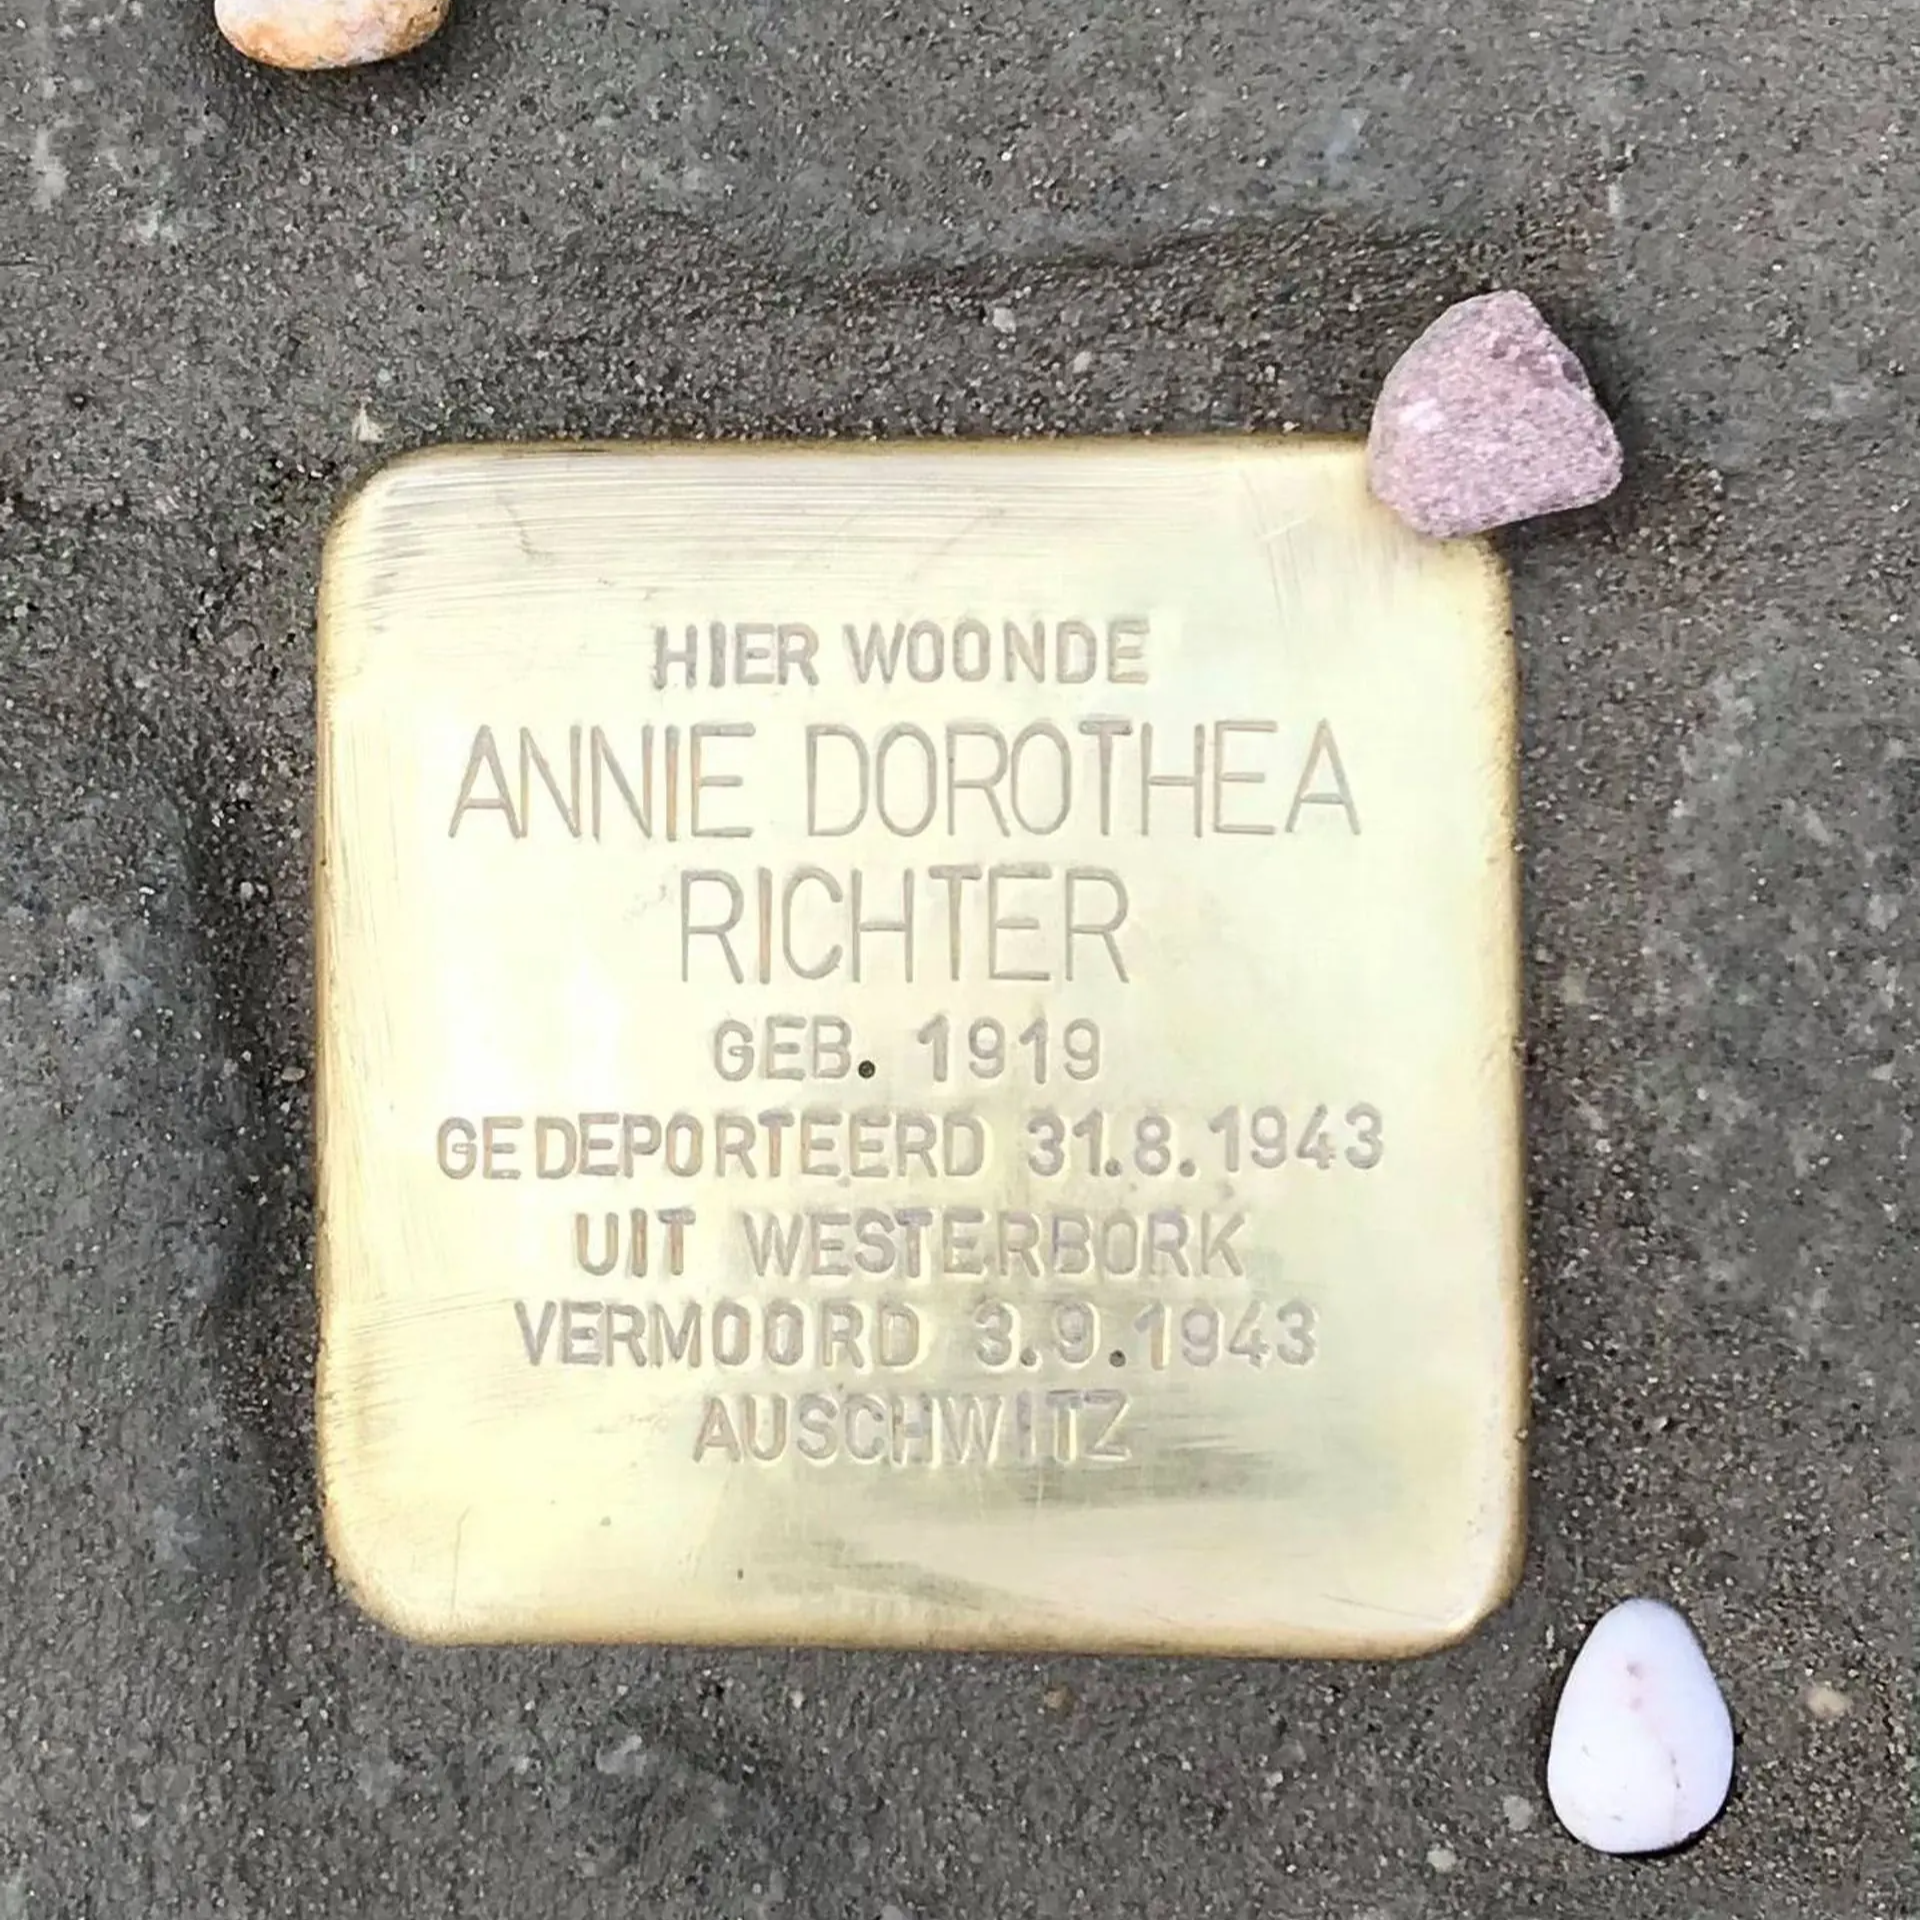 HIER WOONDE
ANNIE DOROTHEA
RICHTER
GEB. 1919
GEDEPORTEERD 31.8.1943
UIT WESTERBORK
VERMOORD 3.9.1943
AUSCHWITZ